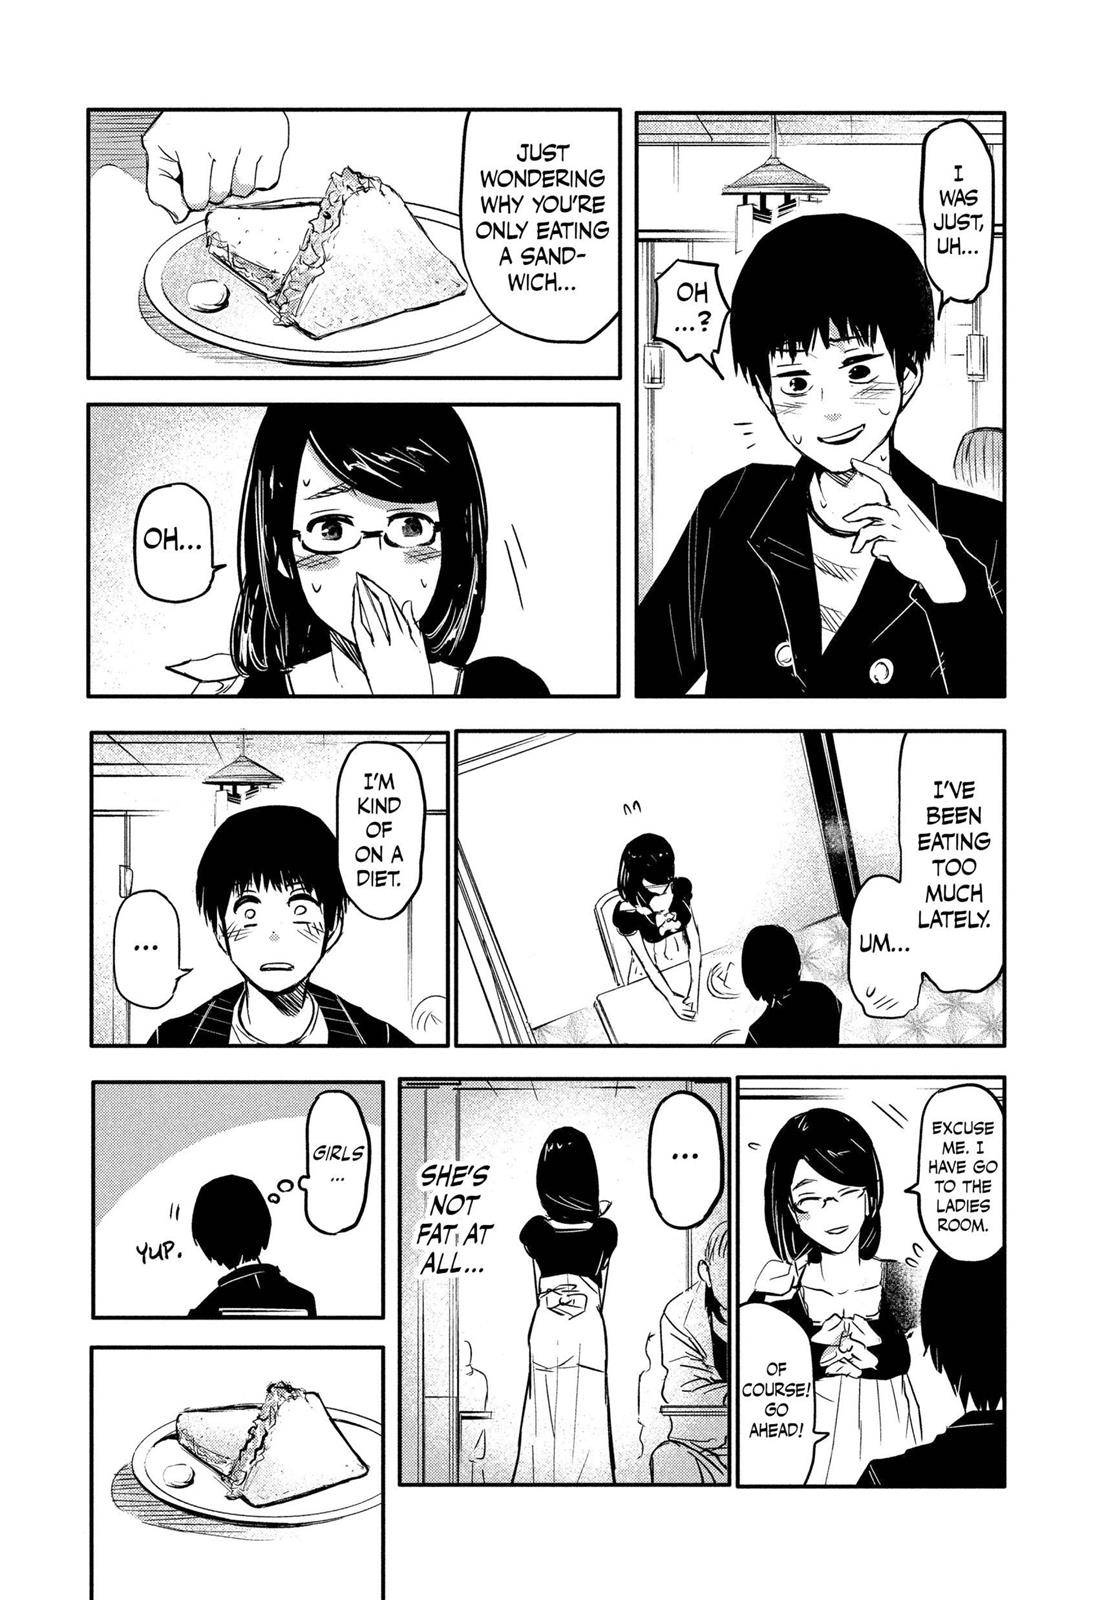 I
WAS
JUST,
UH...
OH
...?
JUST
WONDERING
WHY YOU'RE
ONLY EATING
A SAND-
WICH...
OH...
I'VE
BEEN
EATING
TOO
MUCH
LATELY.
UM...
I'M
KIND
OF
ON A
DIET.
...
EXCUSE
ME. I
HAVE GO
TO THE
LADIES
ROOM.
OF
COURSE!
GO
AHEAD!
...
SHE'S
NOT
FAT AT
ALL...
GIRLS
...
YUP.